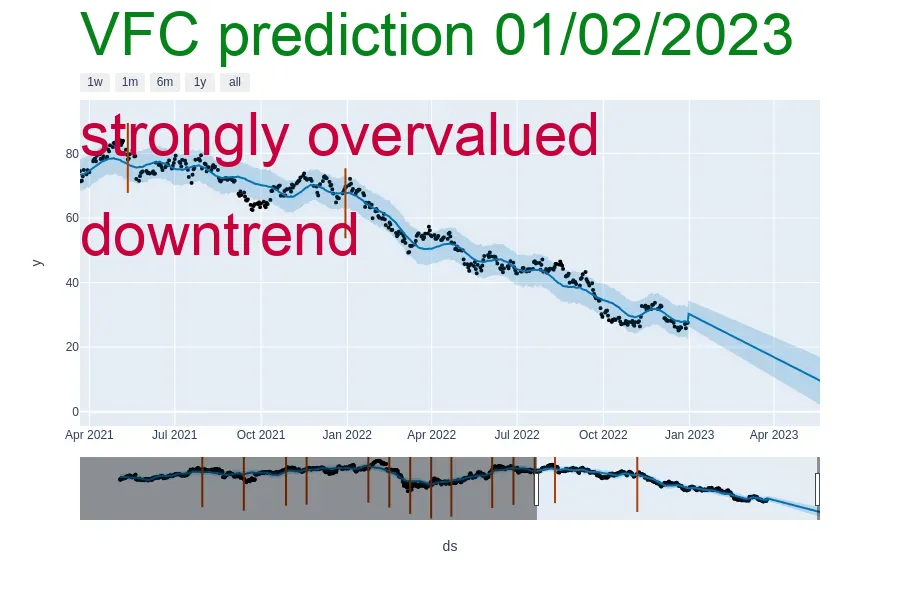 VFC prediction 01/02/2023
1w 1m 6m 1y all
strongly overvalued
80
60
downtrend
y
40
20
0
Apr 2021 Jul 2021 Oct 2021 Jan 2022 Apr 2022 Jul 2022 Oct 2022 Jan 2023 Apr 2023
ds